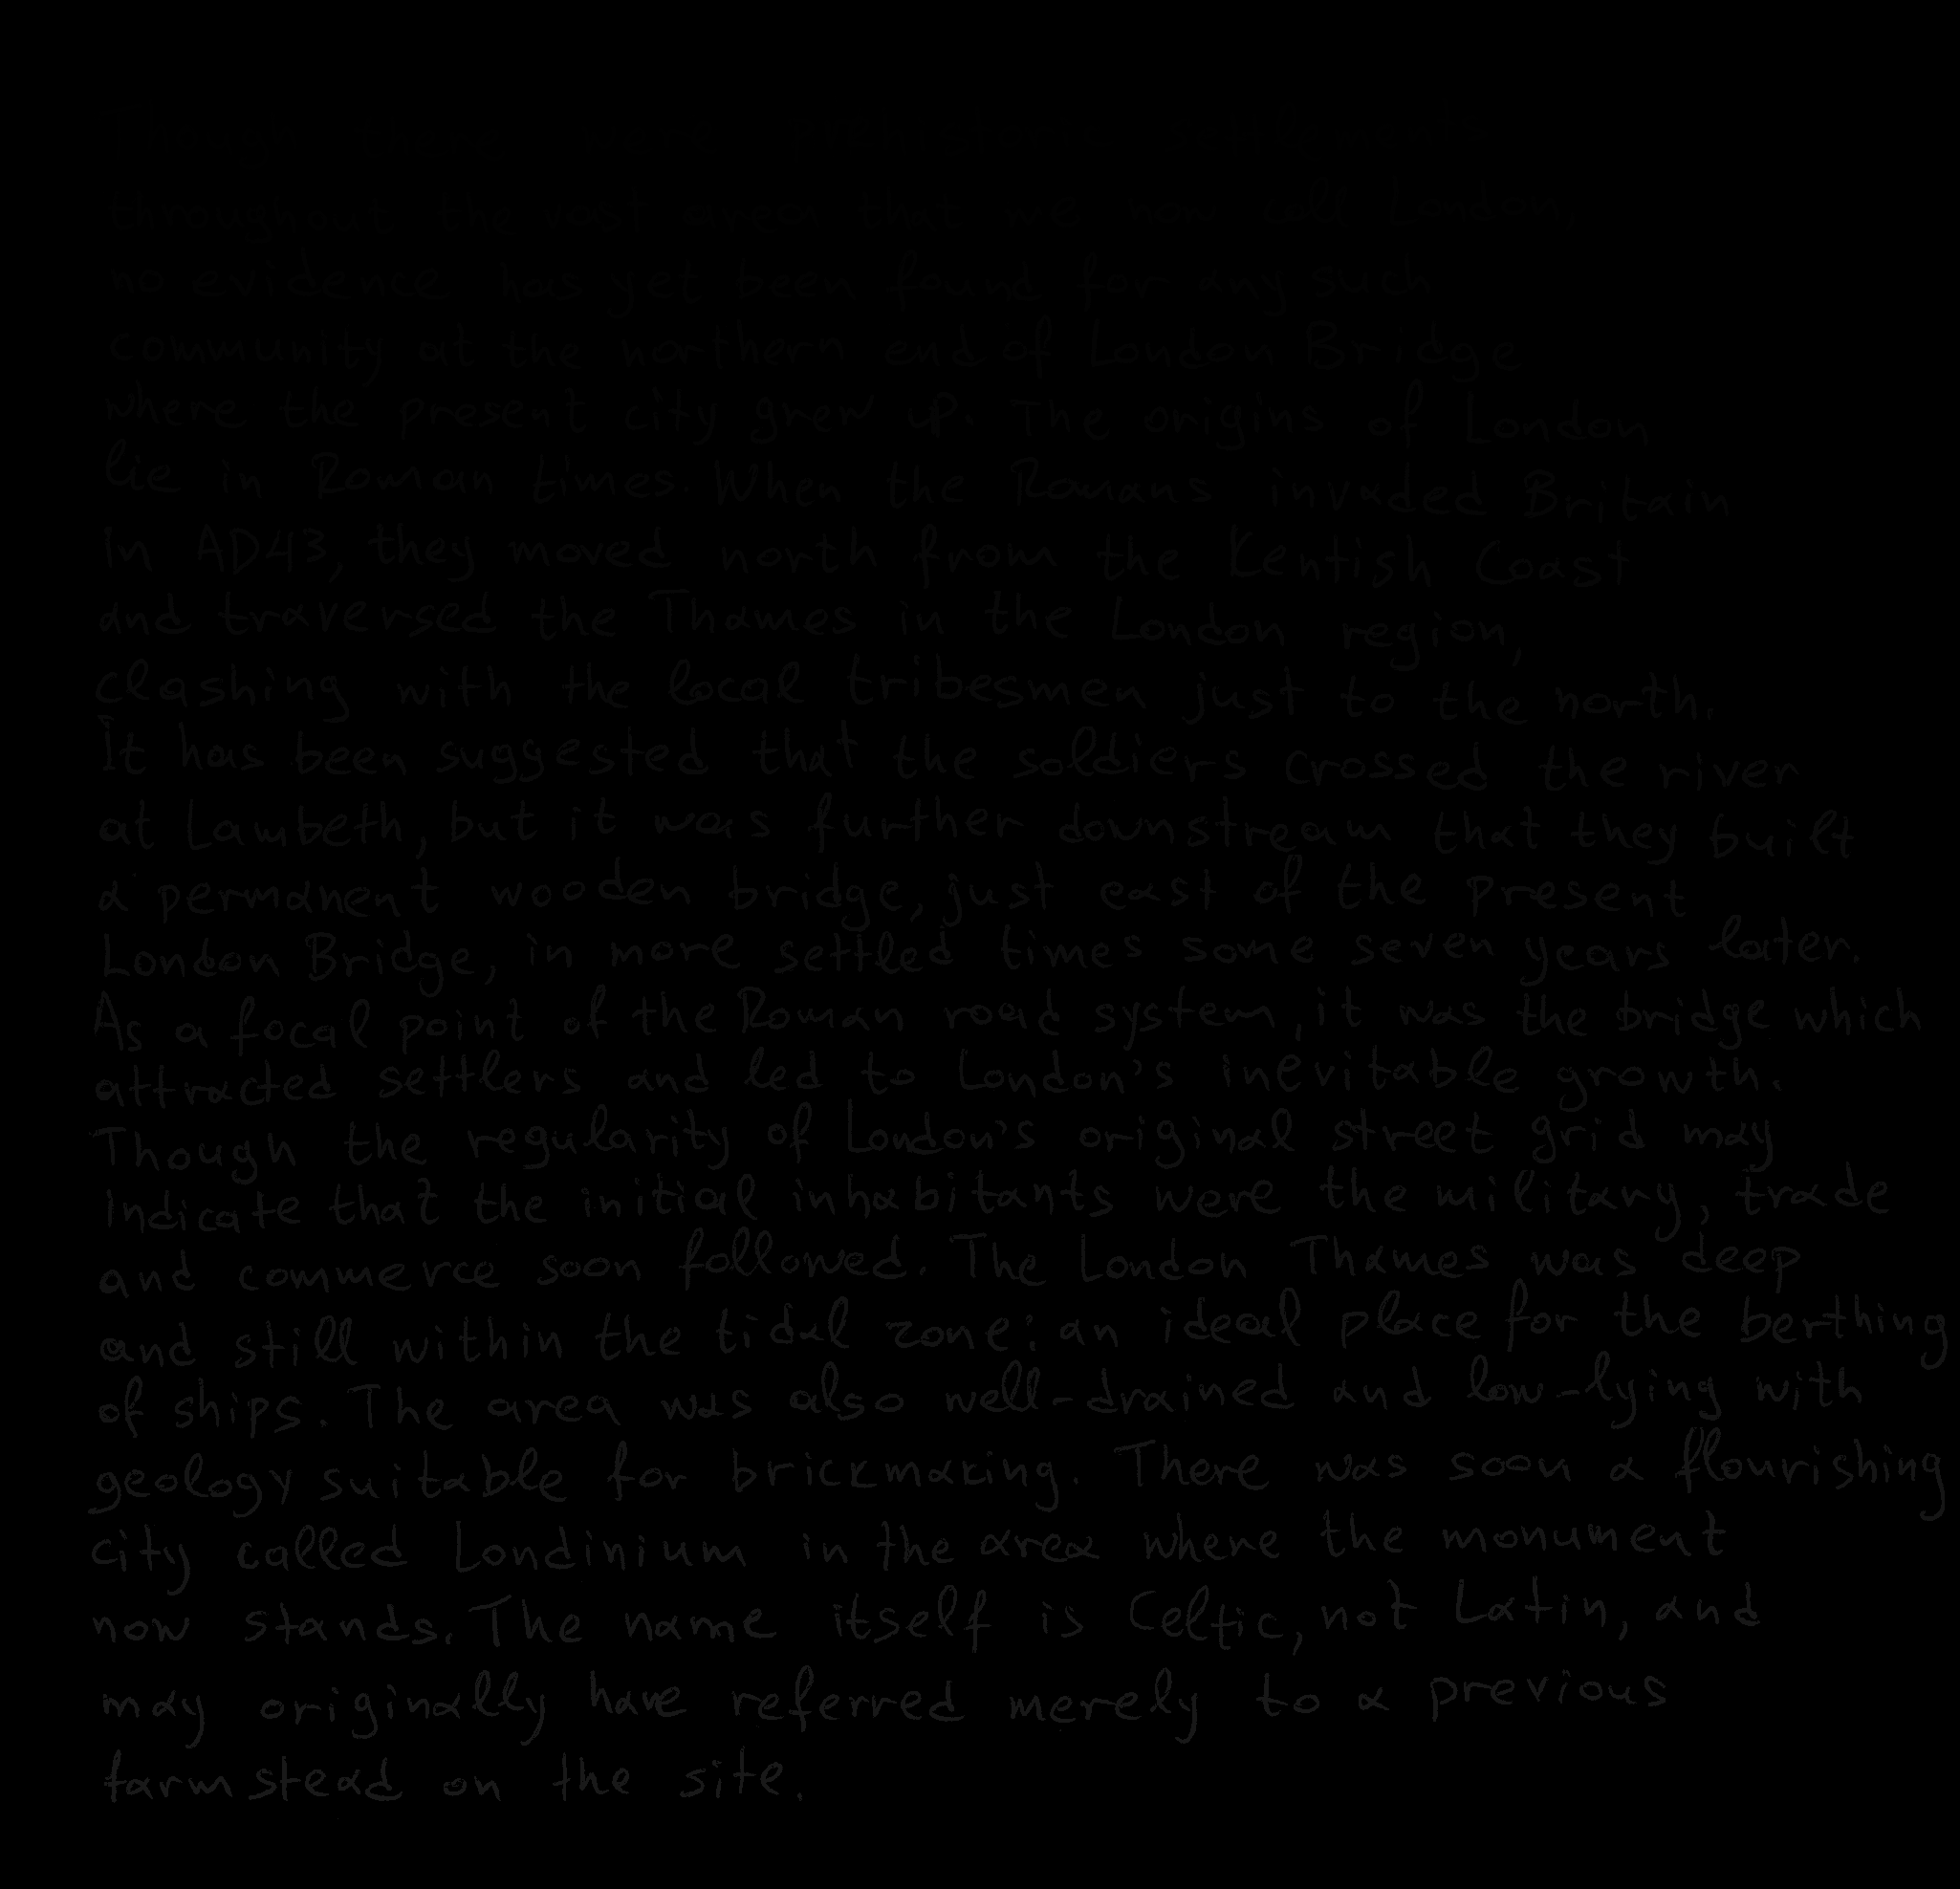 throughout the vast area that we now call London,
no evidence has yet been found for any such
community at the northern end of London Bridge
where the present city grew up. The origins of London
lie in Roman times. When the Romans invaded Britain
in AD43, they moved north from the Kentish Coast
and traversed the Thames in the London region,
clashing with the local tribesmen just to the north.
It has been suggested that the soldiers crossed the river
at Lambeth, but it was further downstream that they built
a permanent wooden bridge, just east of the present
London Bridge, in more settled times some seven years later.
As a focal point of the Roman road system, it was the bridge which
attracted settlers and led to London's inevitable growth.
Though the regularity of London's original street grid may
indicate that the initial inhabitants were the military, trade
and commerce soon followed. The London Thames was deep
and still within the tidal zone: an ideal place for the berthing
of ships. The area was also well-drained and low-lying with
geology suitable for brickmaking. There was soon a flourishing
city called Londinium in the area where the monument
now stands. The name itself is Celtic, not Latin, and
may originally have referred merely to a previous
farmstead on the site.